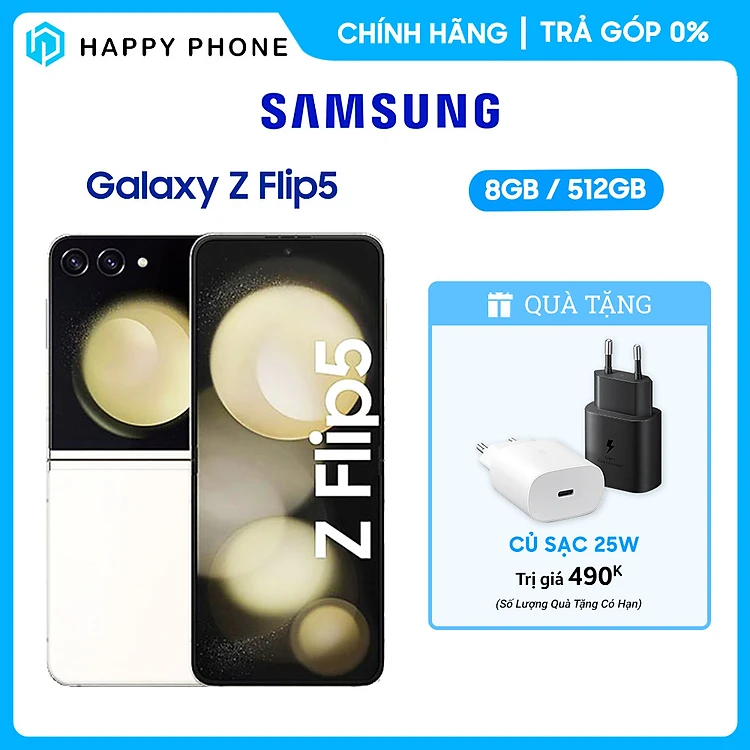 HAPPY PHONE
CHÍNH HÃNG | TRẢ GÓP 0%
SAMSUNG
Galaxy Z Flip5
8GB / 512GB
Z Flip5
QUÀ TẶNG
CỦ SẠC 25W
Trị giá 490K
(Số Lượng Quà Tặng Có Hạn)